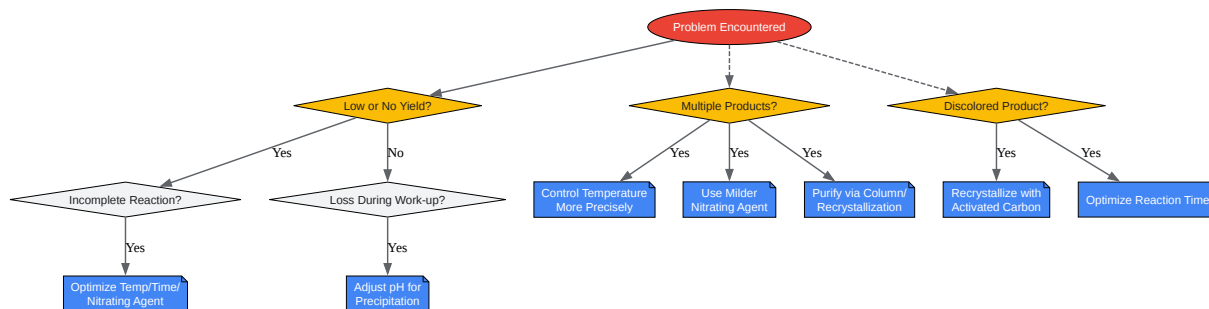 Problem Encountered
Low or No Yield?
Multiple Products?
Discolored Product?
Yes
No
Yes
Yes
Yes
Yes
Yes
Incomplete Reaction?
Loss During Work-up?
Control Temperature
More Precisely
Use Milder
Nitrating Agent
Purify via Column/
Recrystallization
Recrystallize with
Activated Carbon
Optimize Reaction Time
Yes
Yes
Optimize Temp/Time/
Nitrating Agent
Adjust pH for
Precipitation